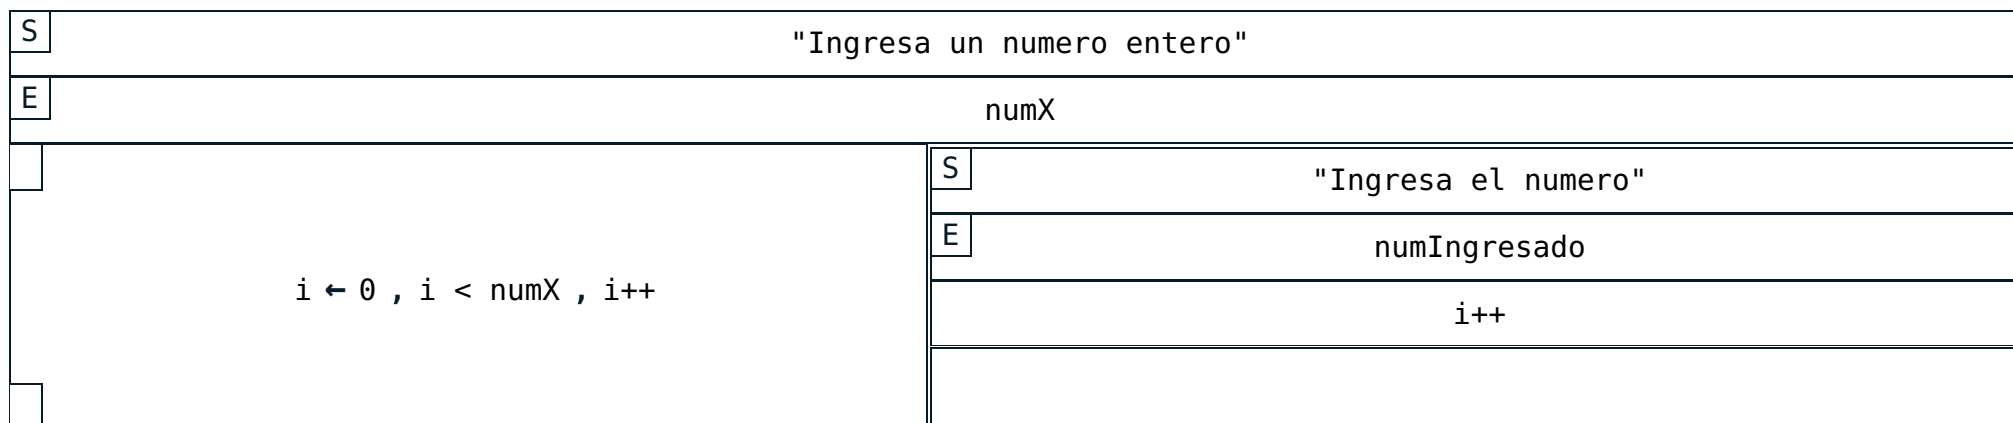 S
"Ingresa un numero entero"
E
numX
i ← 0 , i < numX , i++
S
"Ingresa el numero"
E
numIngresado
i++